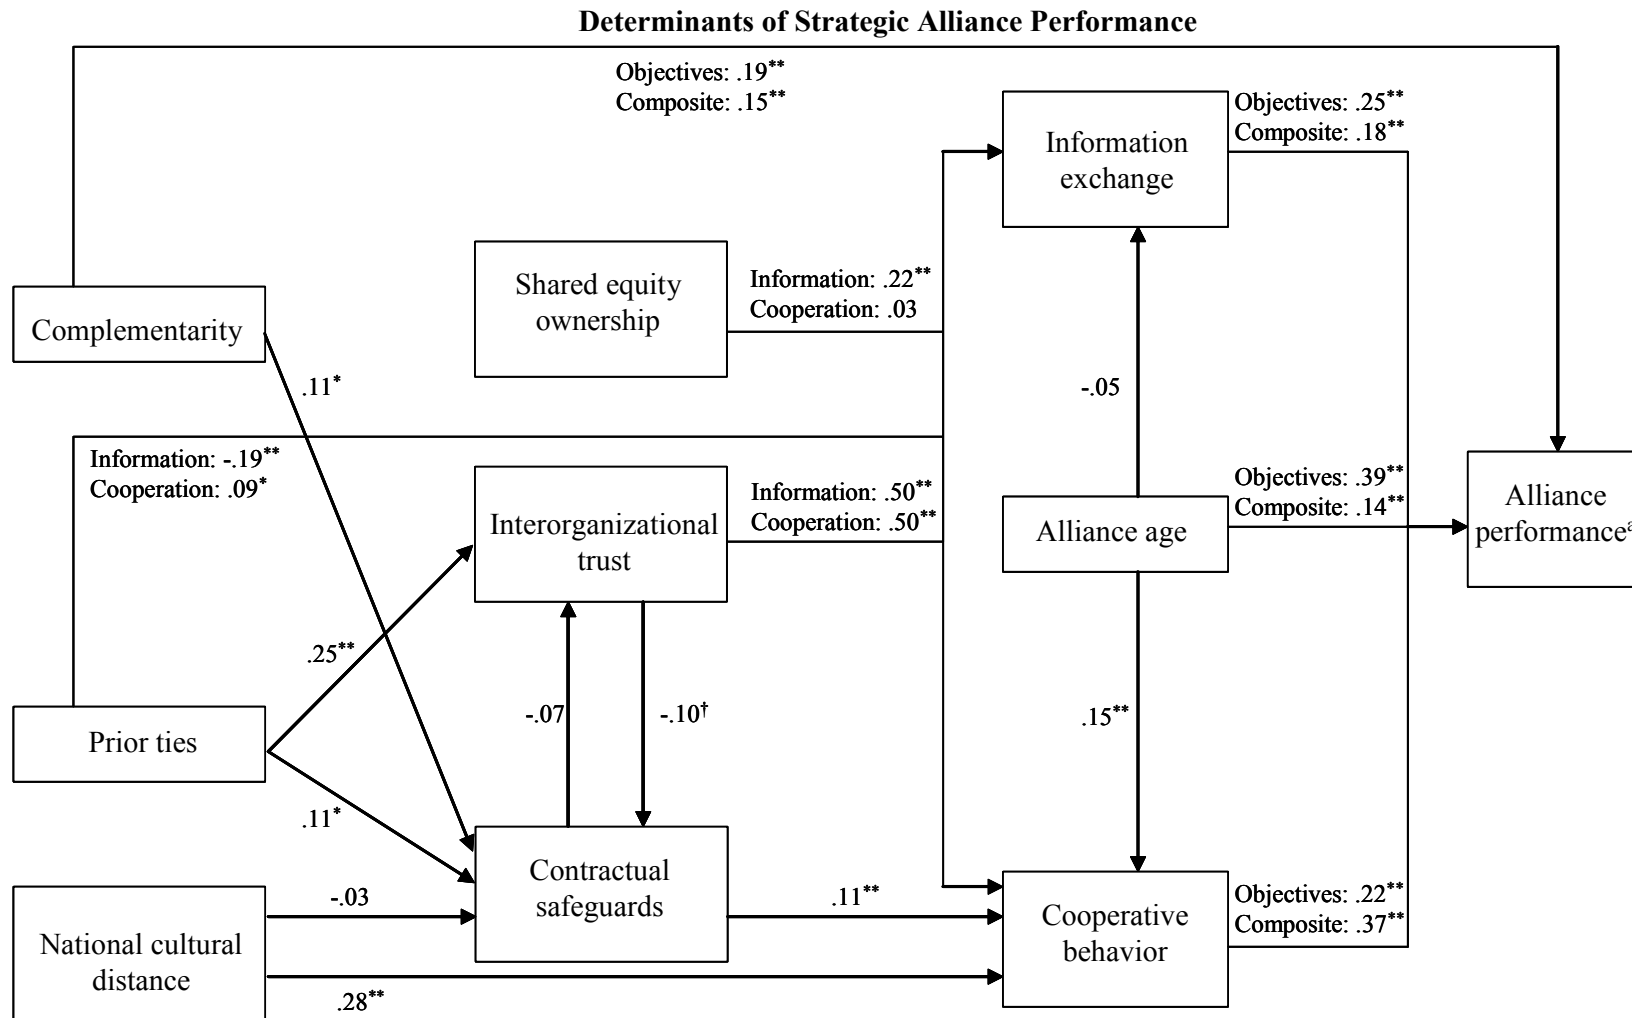 Determinants of Strategic Alliance Performance
Objectives: .19**
Composite: .15**
Information
exchange
Objectives: .25**
Composite: .18**
Shared equity
ownership
Information: .22**
Cooperation: .03
Complementarity
.11*
-.05
Information: -.19**
Cooperation: .09*
Interorganizational
trust
Information: .50**
Cooperation: .50**
Alliance age
Objectives: .39**
Composite: .14**
Alliance
performanceª
.25**
-.07
-.10†
.15**
Prior ties
.11*
Contractual
safeguards
-.03
.11**
Cooperative
behavior
Objectives: .22**
Composite: .37**
National cultural
distance
.28**